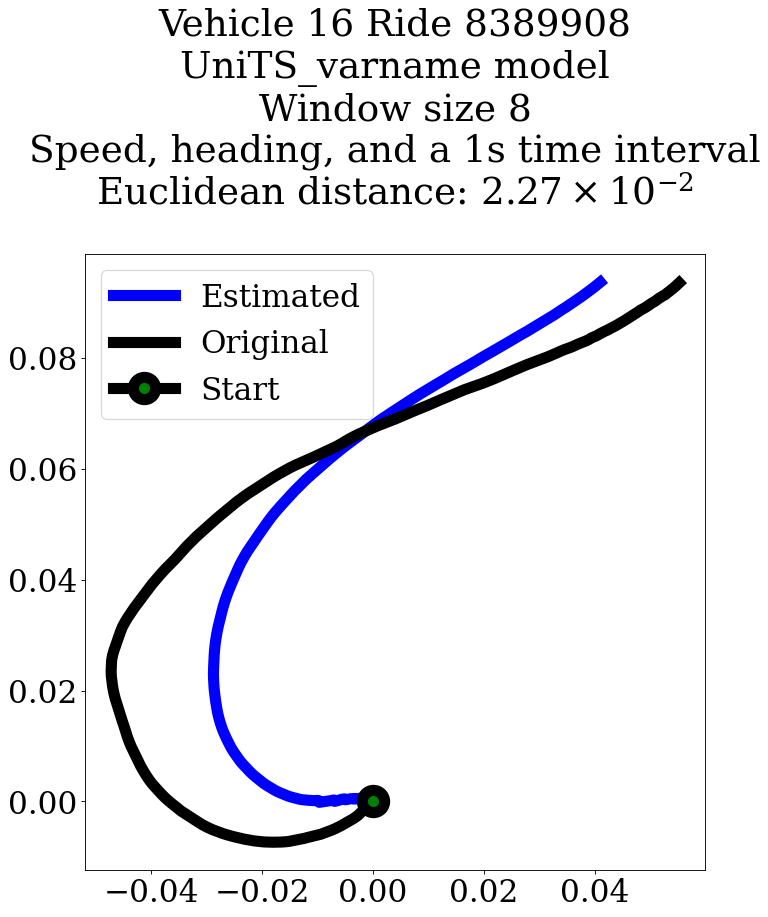 Vehicle 16 Ride 8389908
UniTS_varname model
Window size 8
Speed, heading, and a 1s time interval
Euclidean distance: 2.27 × 10⁻²
Estimated
Original
Start
0.08
0.06
0.04
0.02
0.00
−0.04 −0.02 0.00 0.02 0.04